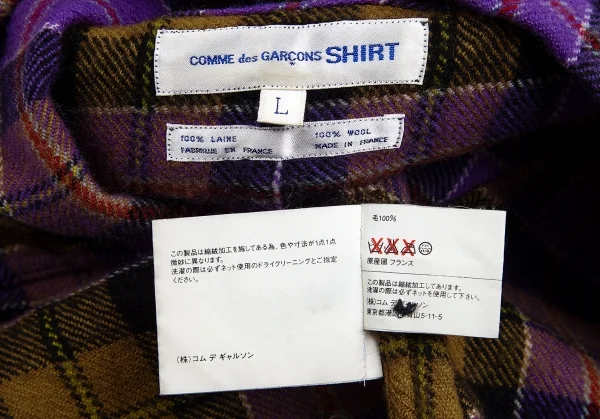 COMME des GARÇONS SHIRT
L
100% LAINE 100% WOOL
FABRIQUE EN FRANCE MADE IN FRANCE
この製品は縮絨加工を施してある為、色や寸法が1点1点
微妙に異なります。
洗濯の際は必ずネット使用のドライクリーニングとご指定
ください。
(株)コム デ ギャルソン
毛100%
原産国 フランス
この製品は縮絨加工してあります。
洗濯の際は必ずネットを使用して下さい。
(株)コム デ ギャルソン
東京都港 青山5-11-5